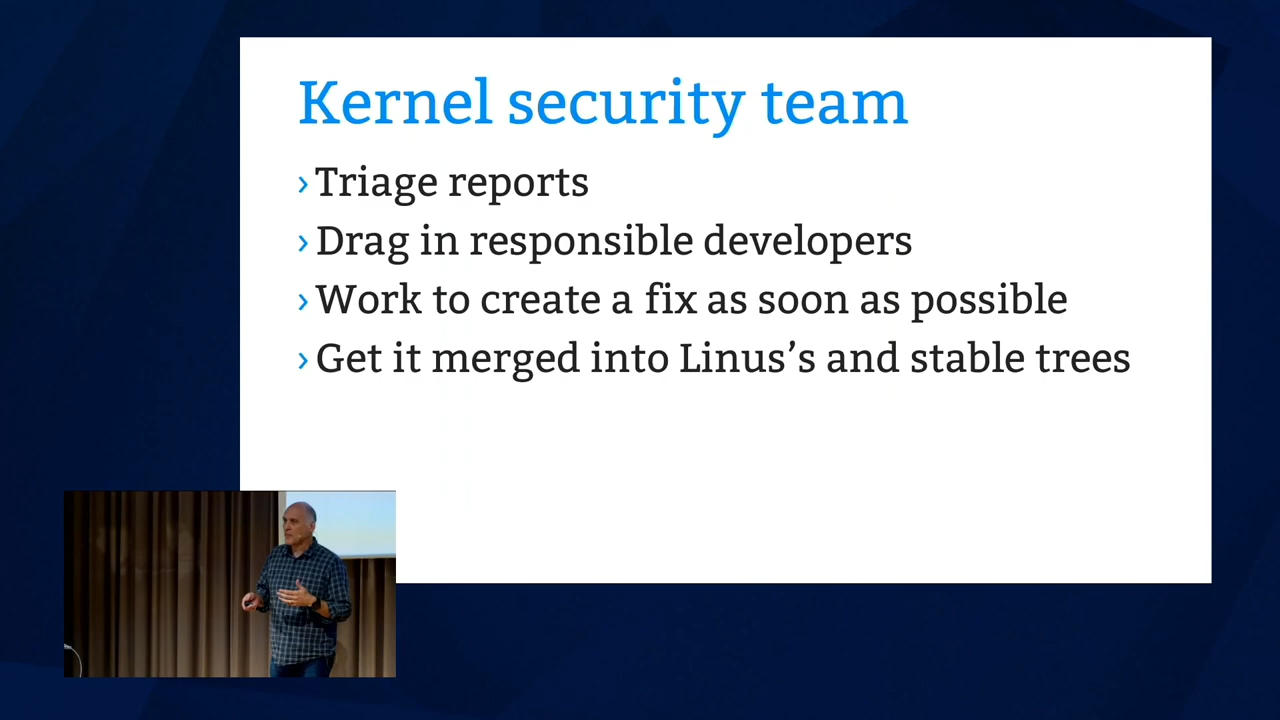 Kernel security team
› Triage reports
› Drag in responsible developers
› Work to create a fix as soon as possible
› Get it merged into Linus’s and stable trees